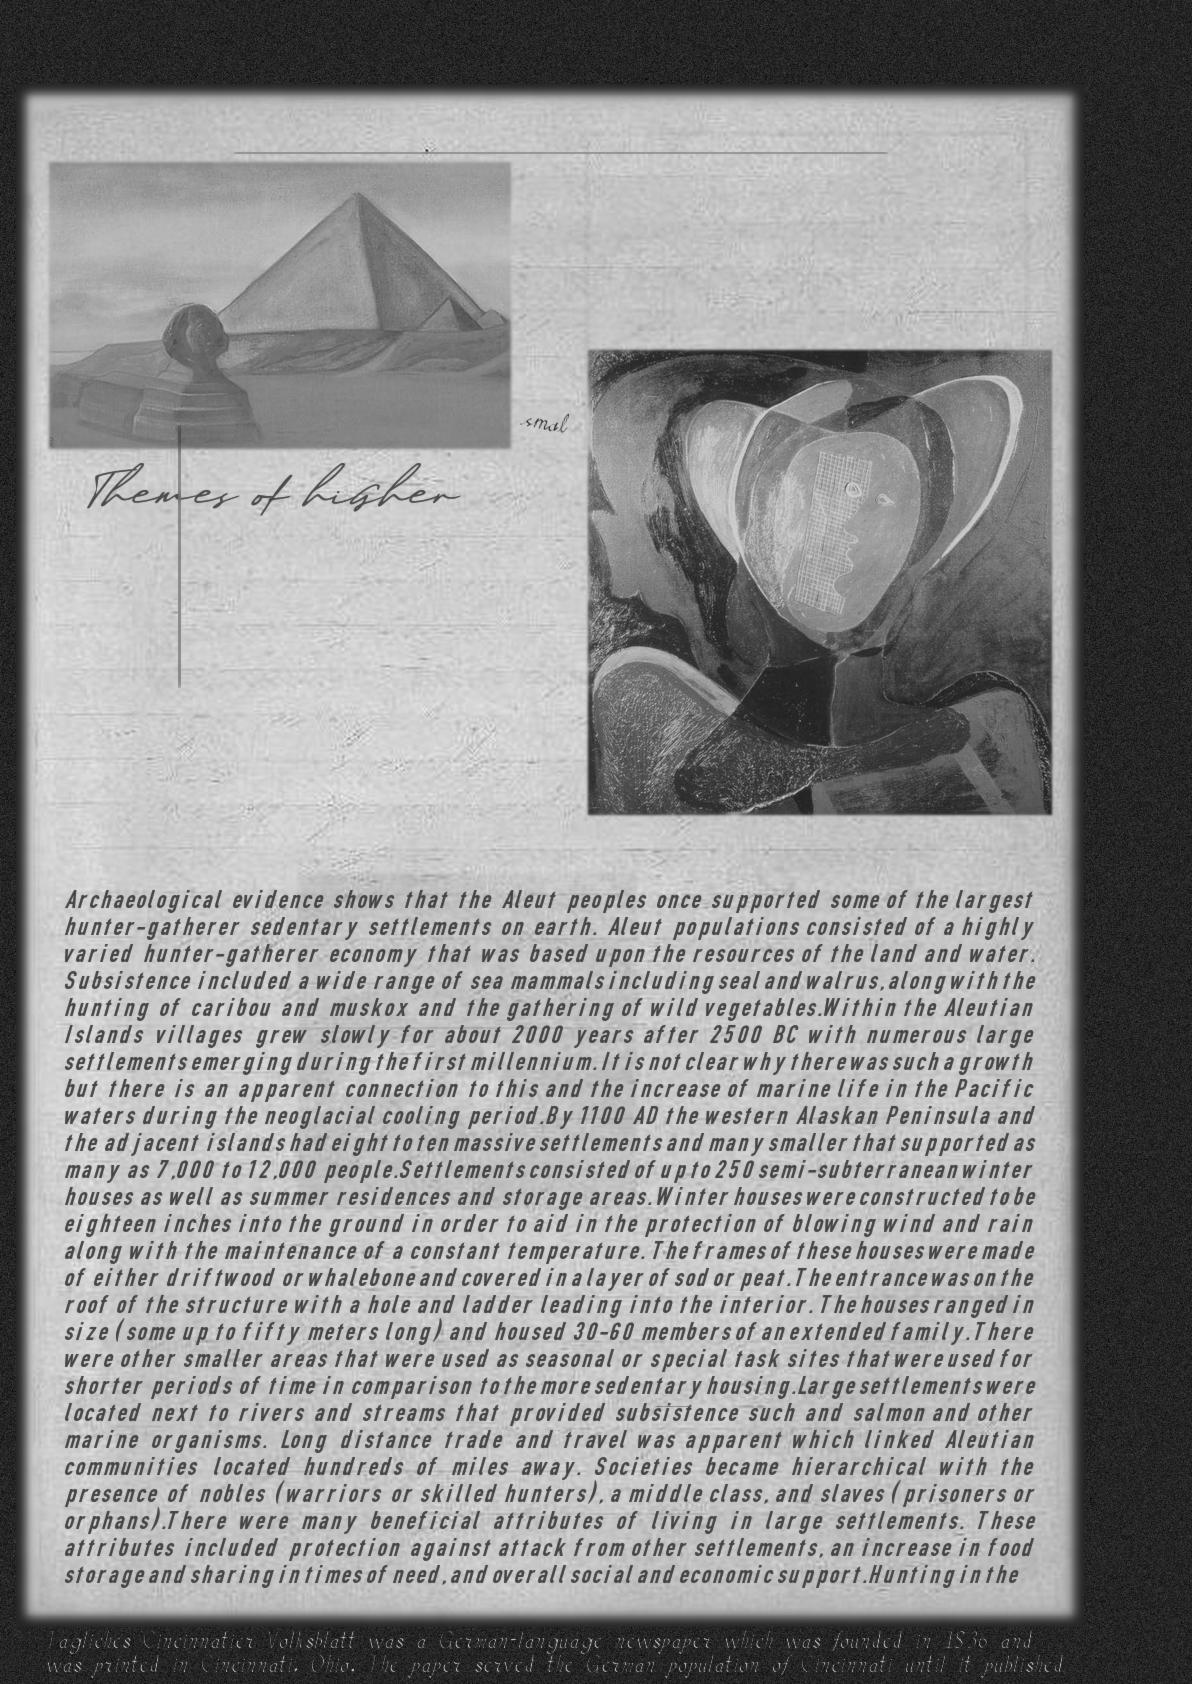 smal
Themes of higher
Archaeological evidence shows that the Aleut peoples once supported some of the largest
hunter-gatherer sedentary settlements on earth. Aleut populations consisted of a highly
varied hunter-gatherer economy that was based upon the resources of the land and water.
Subsistence included a wide range of sea mammals including seal and walrus, along with the
hunting of caribou and muskox and the gathering of wild vegetables.Within the Aleutian
Islands villages grew slowly for about 2000 years after 2500 BC with numerous large
settlements emerging during the first millennium. It is not clear why there was such a growth
but there is an apparent connection to this and the increase of marine life in the Pacific
waters during the neoglacial cooling period.By 1100 AD the western Alaskan Peninsula and
the adjacent islands had eight to ten massive settlements and many smaller that supported as
many as 7,000 to 12,000 people.Settlements consisted of up to 250 semi-subterranean winter
houses as well as summer residences and storage areas.Winter houses were constructed to be
eighteen inches into the ground in order to aid in the protection of blowing wind and rain
along with the maintenance of a constant temperature. The frames of these houses were made
of either driftwood or whalebone and covered in a layer of sod or peat.The entrance was on the
roof of the structure with a hole and ladder leading into the interior. The houses ranged in
size (some up to fifty meters long) and housed 30-60 members of an extended family.There
were other smaller areas that were used as seasonal or special task sites that were used for
shorter periods of time in comparison to the more sedentary housing.Large settlements were
located next to rivers and streams that provided subsistence such and salmon and other
marine organisms. Long distance trade and travel was apparent which linked Aleutian
communities located hundreds of miles away. Societies became hierarchical with the
presence of nobles (warriors or skilled hunters), a middle class, and slaves (prisoners or
orphans).There were many beneficial attributes of living in large settlements. These
attributes included protection against attack from other settlements, an increase in food
storage and sharing in times of need, and overall social and economic support.Hunting in the
Tagliches Cincinnatier Volksblatt was a German-language newspaper which was founded in 1836 and
was printed in Cincinnati, Ohio. The paper served the German population of Cincinnati until it published